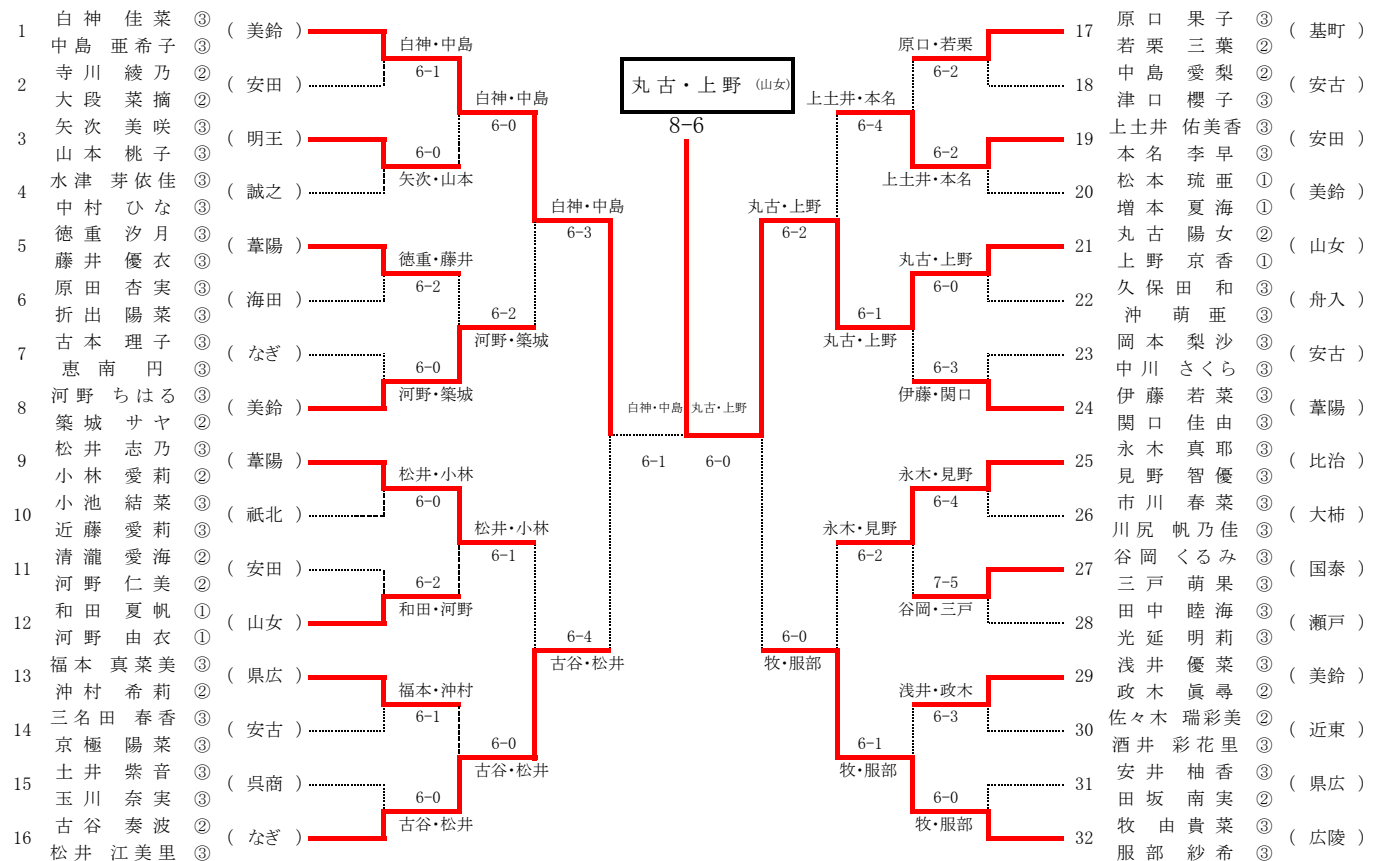 1 白神 佳菜 ③ ( 美鈴 )
中島 亜希子 ③
2 寺川 綾乃 ② ( 安田 )
大段 菜摘 ②
3 矢次 美咲 ③ ( 明王 )
山本 桃子 ③
4 水津 芽依佳 ③ ( 誠之 )
中村 ひな ③
5 徳重 汐月 ③ ( 葦陽 )
藤井 優衣 ③
6 原田 杏実 ③ ( 海田 )
折出 陽菜 ③
7 古本 理子 ③ ( なぎ )
恵南 円 ③
8 河野 ちはる ③ ( 美鈴 )
築城 サヤ ②
9 松井 志乃 ③ ( 葦陽 )
小林 愛莉 ②
10 小池 結菜 ③ ( 祇北 )
近藤 愛莉 ③
11 清瀧 愛海 ② ( 安田 )
河野 仁美 ②
12 和田 夏帆 ① ( 山女 )
河野 由衣 ①
13 福本 真菜美 ③ ( 県広 )
沖村 希莉 ②
14 三名田 春香 ③ ( 安古 )
京極 陽菜 ③
15 土井 紫音 ③ ( 呉商 )
玉川 奈実 ③
16 古谷 奏波 ② ( なぎ )
松井 江美里 ③
白神・中島
6-1
6-0
矢次・山本
徳重・藤井
6-2
6-0
河野・築城
松井・小林
6-0
6-2
和田・河野
福本・沖村
6-1
6-0
古谷・松井
白神・中島
6-0
6-2
河野・築城
松井・小林
6-1
6-0
古谷・松井
白神・中島
6-3
6-4
古谷・松井
白神・中島
6-1
丸古・上野 (山女)
8-6
丸古・上野
6-0
丸古・上野
6-2
6-0
牧・服部
上土井・本名
6-4
6-1
丸古・上野
永木・見野
6-2
6-1
牧・服部
原口・若栗
6-2
6-2
上土井・本名
丸古・上野
6-0
6-3
伊藤・関口
永木・見野
6-4
7-5
谷岡・三戸
浅井・政木
6-3
6-0
牧・服部
17 原口 果子 ③ ( 基町 )
若栗 三葉 ②
18 中島 愛梨 ② ( 安古 )
津口 櫻子 ③
19 上土井 佑美香 ③ ( 安田 )
本名 李早 ③
20 松本 琉亜 ① ( 美鈴 )
増本 夏海 ①
21 丸古 陽女 ② ( 山女 )
上野 京香 ①
22 久保田 和 ③ ( 舟入 )
沖 萌亜 ③
23 岡本 梨沙 ③ ( 安古 )
中川 さくら ③
24 伊藤 若菜 ③ ( 葦陽 )
関口 佳由 ③
25 永木 真耶 ③ ( 比治 )
見野 智優 ③
26 市川 春菜 ③ ( 大柿 )
川尻 帆乃佳 ③
27 谷岡 くるみ ③ ( 国泰 )
三戸 萌果 ③
28 田中 睦海 ③ ( 瀬戸 )
光延 明莉 ③
29 浅井 優菜 ③ ( 美鈴 )
政木 眞尋 ②
30 佐々木 瑞彩美 ② ( 近東 )
酒井 彩花里 ③
31 安井 柚香 ③ ( 県広 )
田坂 南実 ②
32 牧 由貴菜 ③ ( 広陵 )
服部 紗希 ③